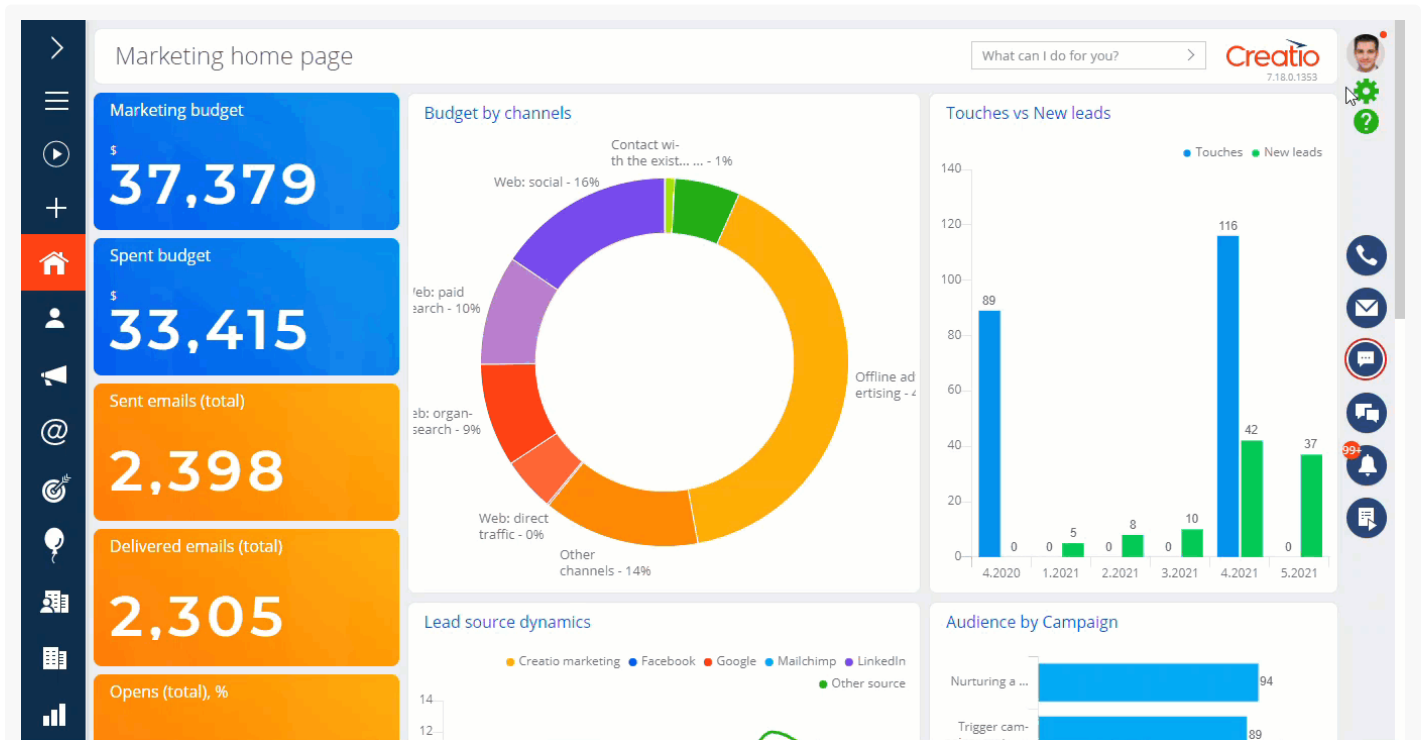 Marketing home page
What can I do for you?
Creatio
7.18.0.1353
Marketing budget
$
37,379
Spent budget
$
33,415
Sent emails (total)
2,398
Delivered emails (total)
2,305
Opens (total), %
Budget by channels
Contact wi-
th the exist... ... - 1%
Web: social - 16%
eb: paid
earch - 10%
eb: organ-
search - 9%
Web: direct
traffic - 0%
Other
channels - 14%
Offline ad
ertising -
Touches vs New leads
Touches
New leads
140
120
100
80
60
40
20
0
89
0
0
5
0
8
0
10
116
42
0
37
4.2020
1.2021
2.2021
3.2021
4.2021
5.2021
Lead source dynamics
Creatio marketing
Facebook
Google
Mailchimp
LinkedIn
Other source
14
12
Audience by Campaign
Nurturing a ...
94
Trigger cam-
89
99+
?
@